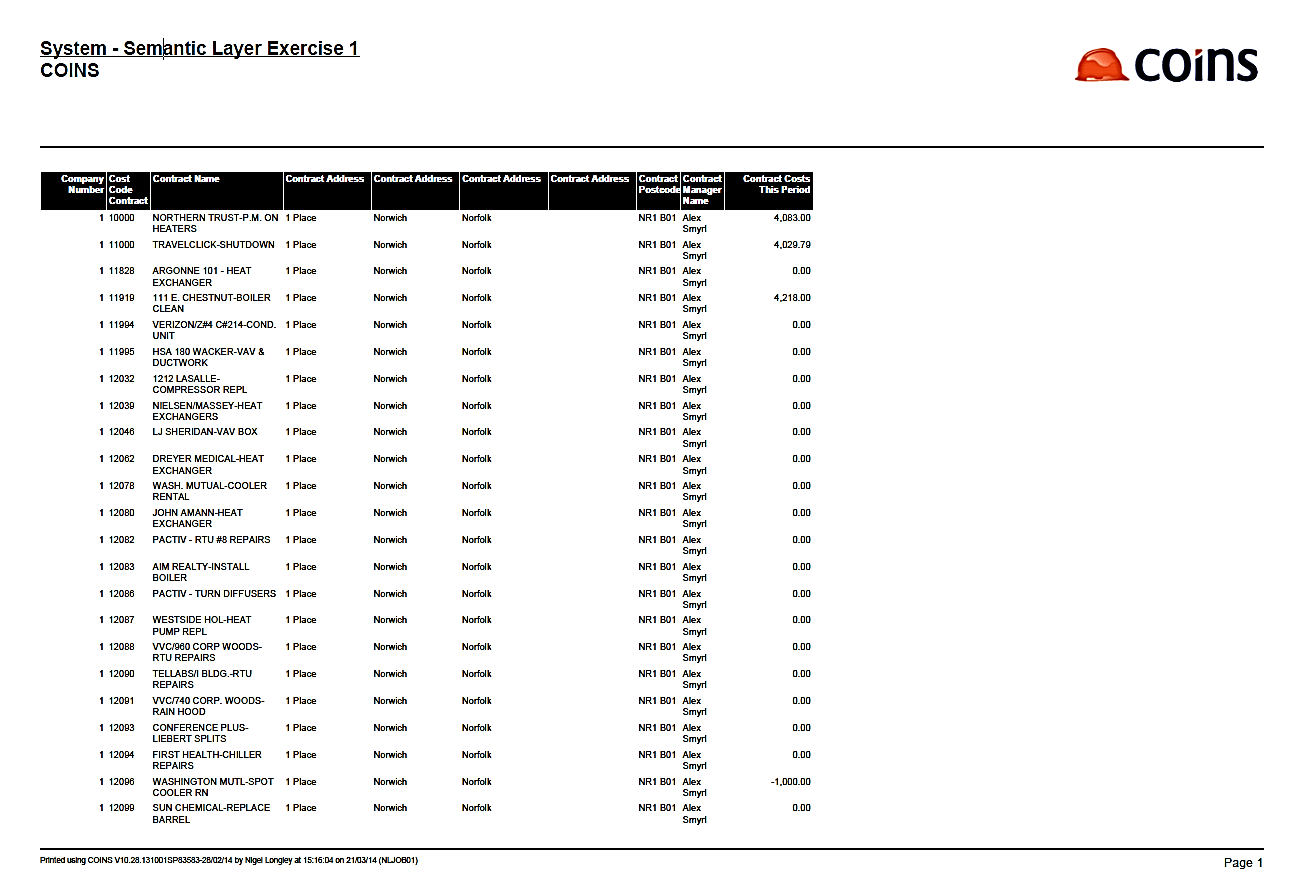 System - Semantic Layer Exercise 1
COINS
coins
Company Number Cost Code Contract Contract Name Contract Address Contract Address Contract Address Contract Address Contract Postcode Contract Manager Name Contract Costs This Period
1 10000 NORTHERN TRUST-P.M. ON HEATERS 1 Place Norwich Norfolk NR1 B01 Alex Smyrl 4,083.00
1 11000 TRAVELCLICK-SHUTDOWN 1 Place Norwich Norfolk NR1 B01 Alex Smyrl 4,029.79
1 11828 ARGONNE 101 - HEAT EXCHANGER 1 Place Norwich Norfolk NR1 B01 Alex Smyrl 0.00
1 11919 111 E. CHESTNUT-BOILER CLEAN 1 Place Norwich Norfolk NR1 B01 Alex Smyrl 4,218.00
1 11994 VERIZON/Z#4 C#214-COND. UNIT 1 Place Norwich Norfolk NR1 B01 Alex Smyrl 0.00
1 11995 HSA 180 WACKER-VAV & DUCTWORK 1 Place Norwich Norfolk NR1 B01 Alex Smyrl 0.00
1 12032 1212 LASALLE-COMPRESSOR REPL 1 Place Norwich Norfolk NR1 B01 Alex Smyrl 0.00
1 12039 NIELSEN/MASSEY-HEAT EXCHANGERS 1 Place Norwich Norfolk NR1 B01 Alex Smyrl 0.00
1 12046 LJ SHERIDAN-VAV BOX 1 Place Norwich Norfolk NR1 B01 Alex Smyrl 0.00
1 12062 DREYER MEDICAL-HEAT EXCHANGER 1 Place Norwich Norfolk NR1 B01 Alex Smyrl 0.00
1 12078 WASH. MUTUAL-COOLER RENTAL 1 Place Norwich Norfolk NR1 B01 Alex Smyrl 0.00
1 12080 JOHN AMANN-HEAT EXCHANGER 1 Place Norwich Norfolk NR1 B01 Alex Smyrl 0.00
1 12082 PACTIV - RTU #8 REPAIRS 1 Place Norwich Norfolk NR1 B01 Alex Smyrl 0.00
1 12083 AIM REALTY-INSTALL BOILER 1 Place Norwich Norfolk NR1 B01 Alex Smyrl 0.00
1 12086 PACTIV - TURN DIFFUSERS 1 Place Norwich Norfolk NR1 B01 Alex Smyrl 0.00
1 12087 WESTSIDE HOL-HEAT PUMP REPL 1 Place Norwich Norfolk NR1 B01 Alex Smyrl 0.00
1 12088 VVC/960 CORP WOODS-RTU REPAIRS 1 Place Norwich Norfolk NR1 B01 Alex Smyrl 0.00
1 12090 TELLABS/I BLDG.-RTU REPAIRS 1 Place Norwich Norfolk NR1 B01 Alex Smyrl 0.00
1 12091 VVC/740 CORP. WOODS-RAIN HOOD 1 Place Norwich Norfolk NR1 B01 Alex Smyrl 0.00
1 12093 CONFERENCE PLUS-LIEBERT SPLITS 1 Place Norwich Norfolk NR1 B01 Alex Smyrl 0.00
1 12094 FIRST HEALTH-CHILLER REPAIRS 1 Place Norwich Norfolk NR1 B01 Alex Smyrl 0.00
1 12096 WASHINGTON MUTL-SPOT COOLER RN 1 Place Norwich Norfolk NR1 B01 Alex Smyrl -1,000.00
1 12099 SUN CHEMICAL-REPLACE BARREL 1 Place Norwich Norfolk NR1 B01 Alex Smyrl 0.00
Printed using COINS V10.28.131001SP83583-28/02/14 by Nigel Longley at 15:16:04 on 21/03/14 (NLJOB01)
Page 1